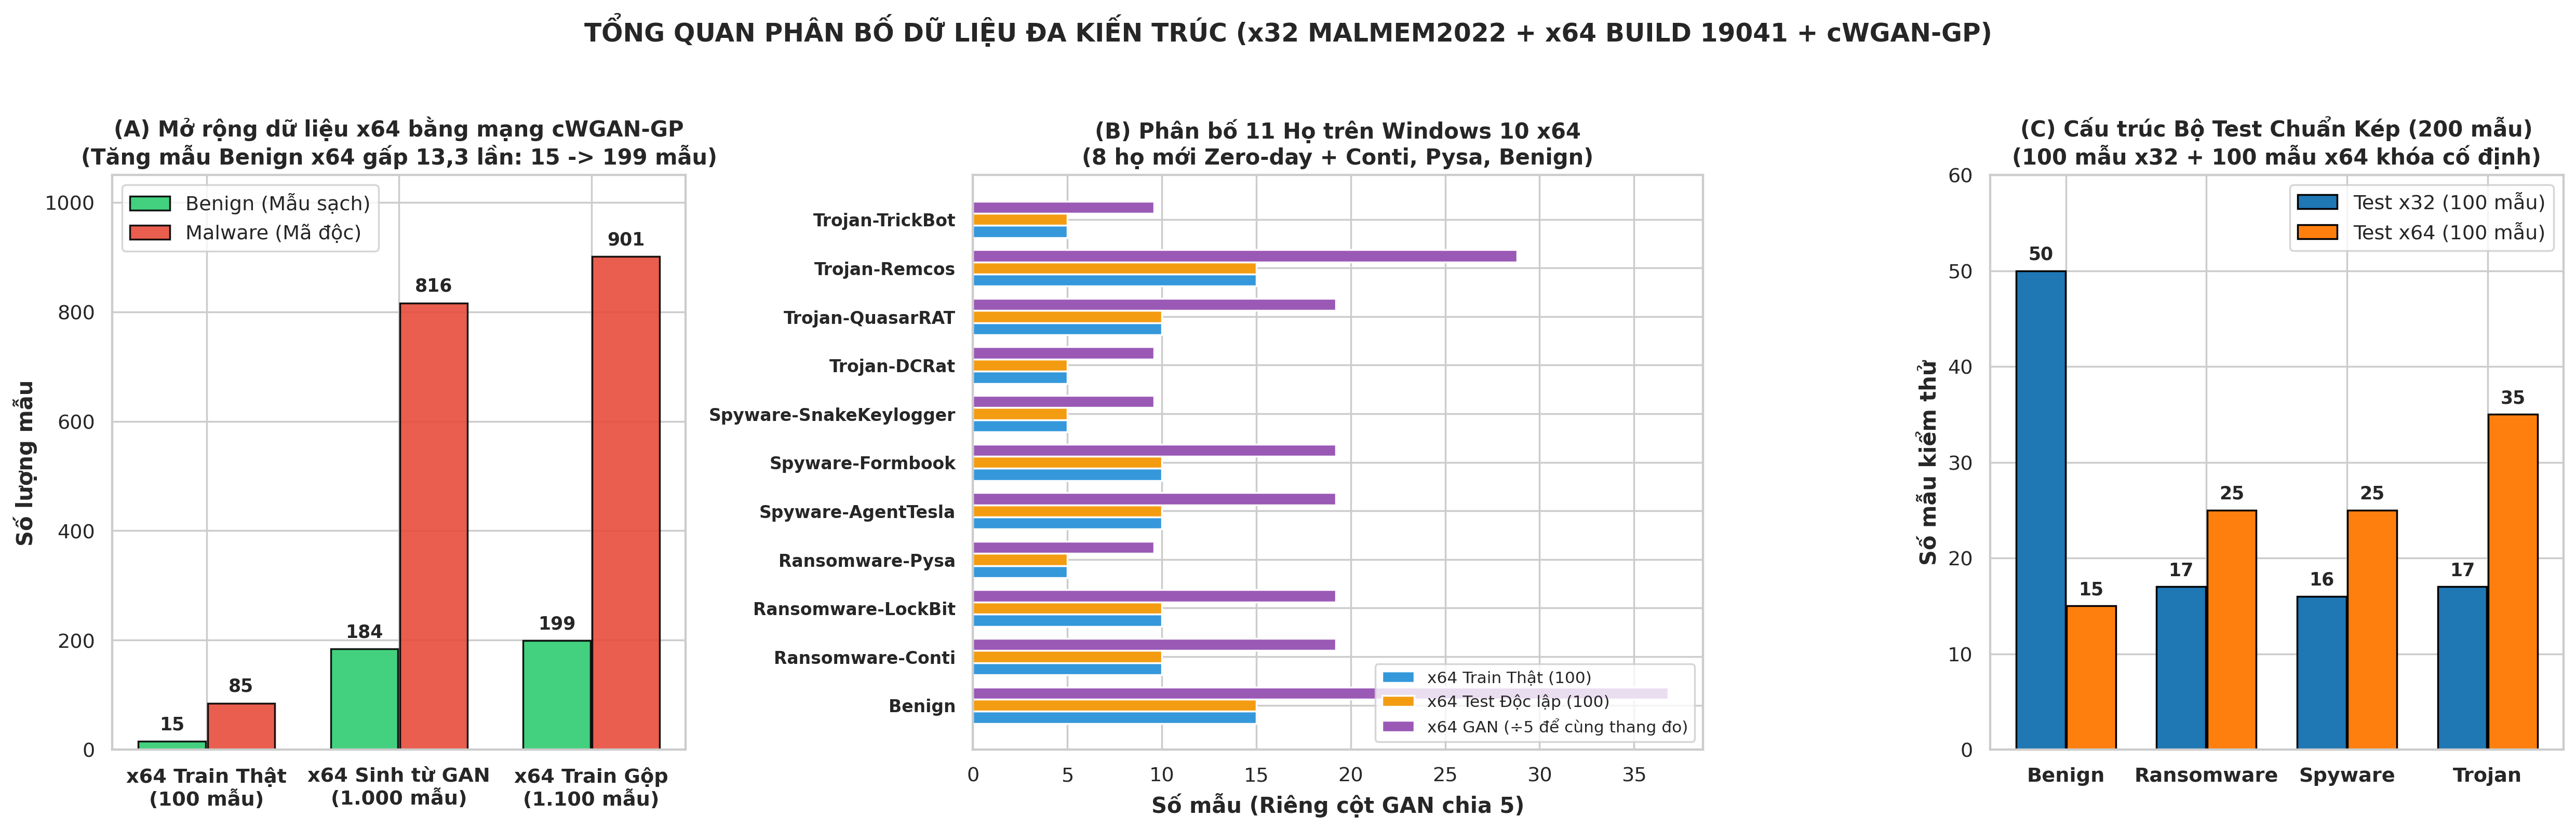 TỔNG QUAN PHÂN BỐ DỮ LIỆU ĐA KIẾN TRÚC (x32 MALMEM2022 + x64 BUILD 19041 + cWGAN-GP)
(A) Mở rộng dữ liệu x64 bằng mạng cWGAN-GP
(Tăng mẫu Benign x64 gấp 13,3 lần: 15 -> 199 mẫu)
Số lượng mẫu
1000
800
600
400
200
0
Benign (Mẫu sạch)
Malware (Mã độc)
15
85
184
816
199
901
x64 Train Thật
(100 mẫu)
x64 Sinh từ GAN
(1.000 mẫu)
x64 Train Gộp
(1.100 mẫu)
(B) Phân bố 11 Họ trên Windows 10 x64
(8 họ mới Zero-day + Conti, Pysa, Benign)
Trojan-TrickBot
Trojan-Remcos
Trojan-QuasarRAT
Trojan-DCRat
Spyware-SnakeKeylogger
Spyware-Formbook
Spyware-AgentTesla
Ransomware-Pysa
Ransomware-LockBit
Ransomware-Conti
Benign
x64 Train Thật (100)
x64 Test Độc lập (100)
x64 GAN (÷5 để cùng thang đo)
0 5 10 15 20 25 30 35
Số mẫu (Riêng cột GAN chia 5)
(C) Cấu trúc Bộ Test Chuẩn Kép (200 mẫu)
(100 mẫu x32 + 100 mẫu x64 khóa cố định)
Số mẫu kiểm thử
60
50
40
30
20
10
0
Test x32 (100 mẫu)
Test x64 (100 mẫu)
50
15
17
25
16
25
17
35
Benign Ransomware Spyware Trojan